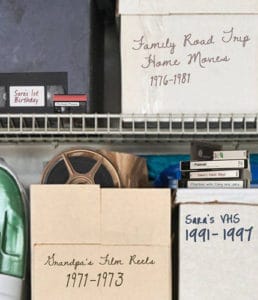 Sara's 1st
Birthday
Family Road Trip
Home Movies
1976-1981
Grandpa's Film Reels
1971-1973
Sara's VHS
1991-1997